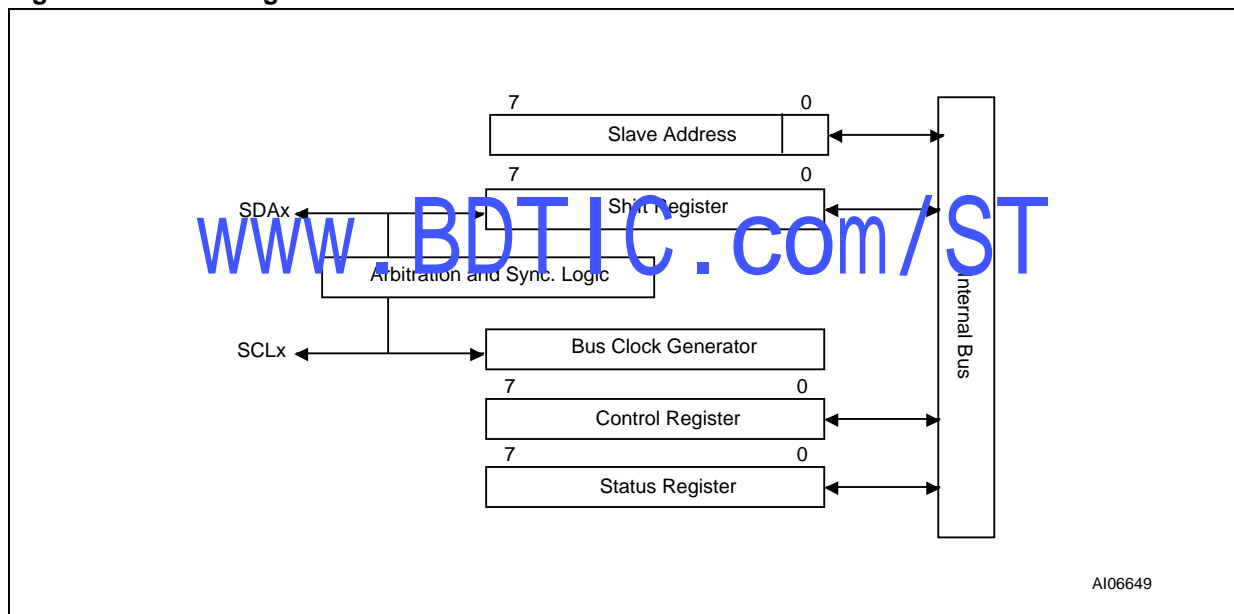 7 0
Slave Address
7 0
SDAx
Shift Register
www.BDTIC.com/ST
Arbitration and Sync. Logic
SCLx
Bus Clock Generator
Internal Bus
7 0
Control Register
7 0
Status Register
AI06649